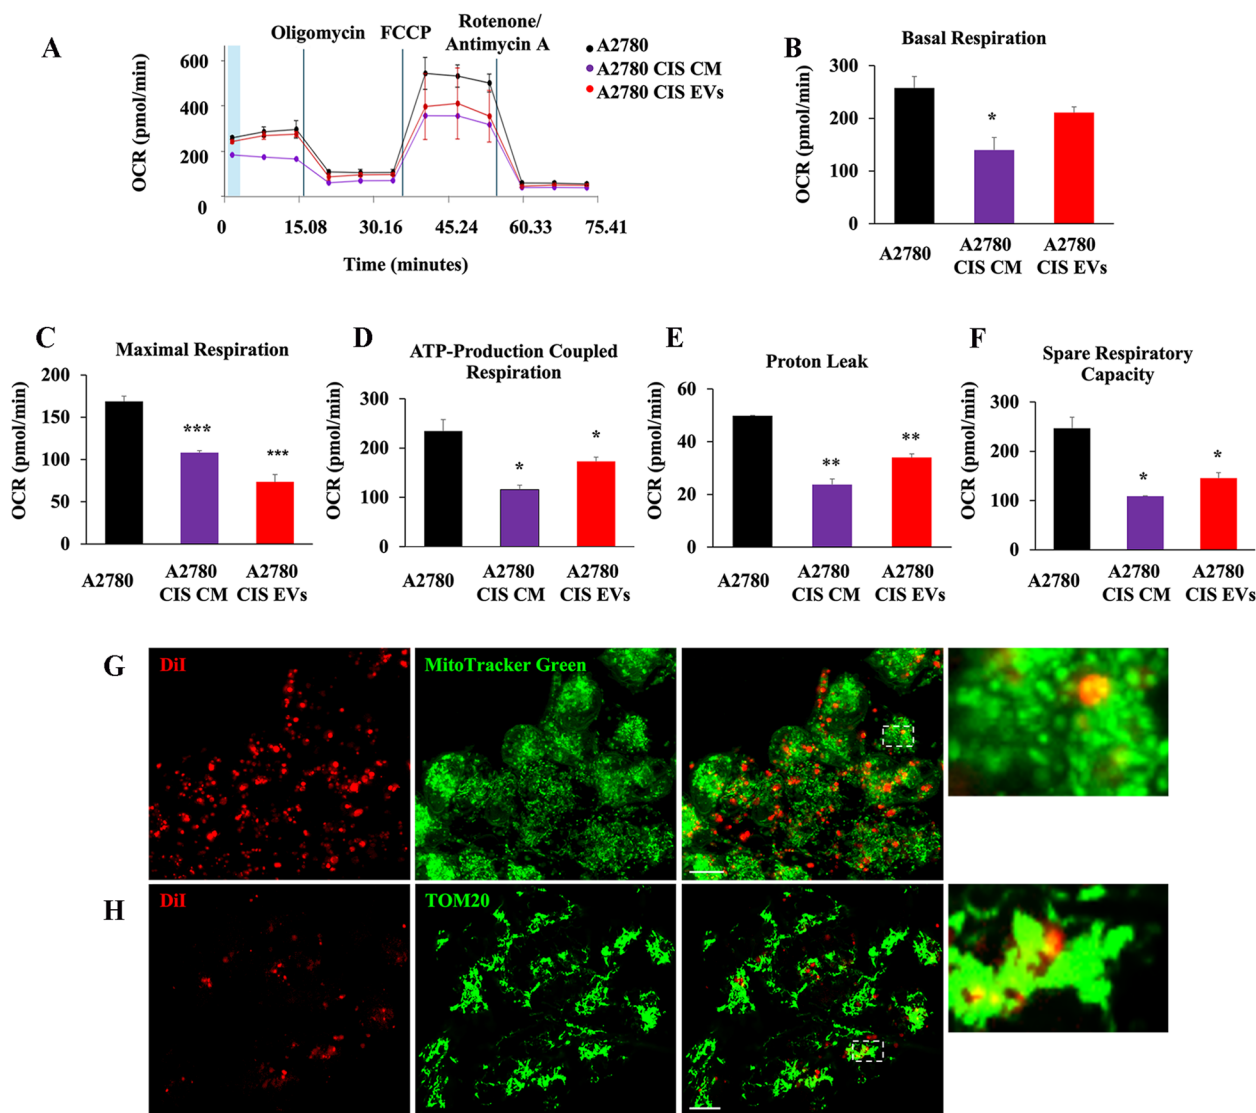 A
Oligomycin
FCCP
Rotenone/
Antimycin A
A2780
A2780 CIS CM
A2780 CIS EVs
OCR (pmol/min)
600
400
200
0
0
15.08
30.16
45.24
60.33
75.41
Time (minutes)
B
Basal Respiration
OCR (pmol/min)
300
200
100
0
*
A2780
A2780
CIS CM
A2780
CIS EVs
C
Maximal Respiration
OCR (pmol/min)
200
150
100
50
0
***
***
A2780
A2780
CIS CM
A2780
CIS EVs
D
ATP-Production Coupled
Respiration
OCR (pmol/min)
300
200
100
0
*
*
A2780
A2780
CIS CM
A2780
CIS EVs
E
Proton Leak
OCR (pmol/min)
60
40
20
0
**
**
A2780
A2780
CIS CM
A2780
CIS EVs
F
Spare Respiratory
Capacity
OCR (pmol/min)
300
200
100
0
*
*
A2780
A2780
CIS CM
A2780
CIS EVs
G
DiI
MitoTracker Green
H
DiI
TOM20